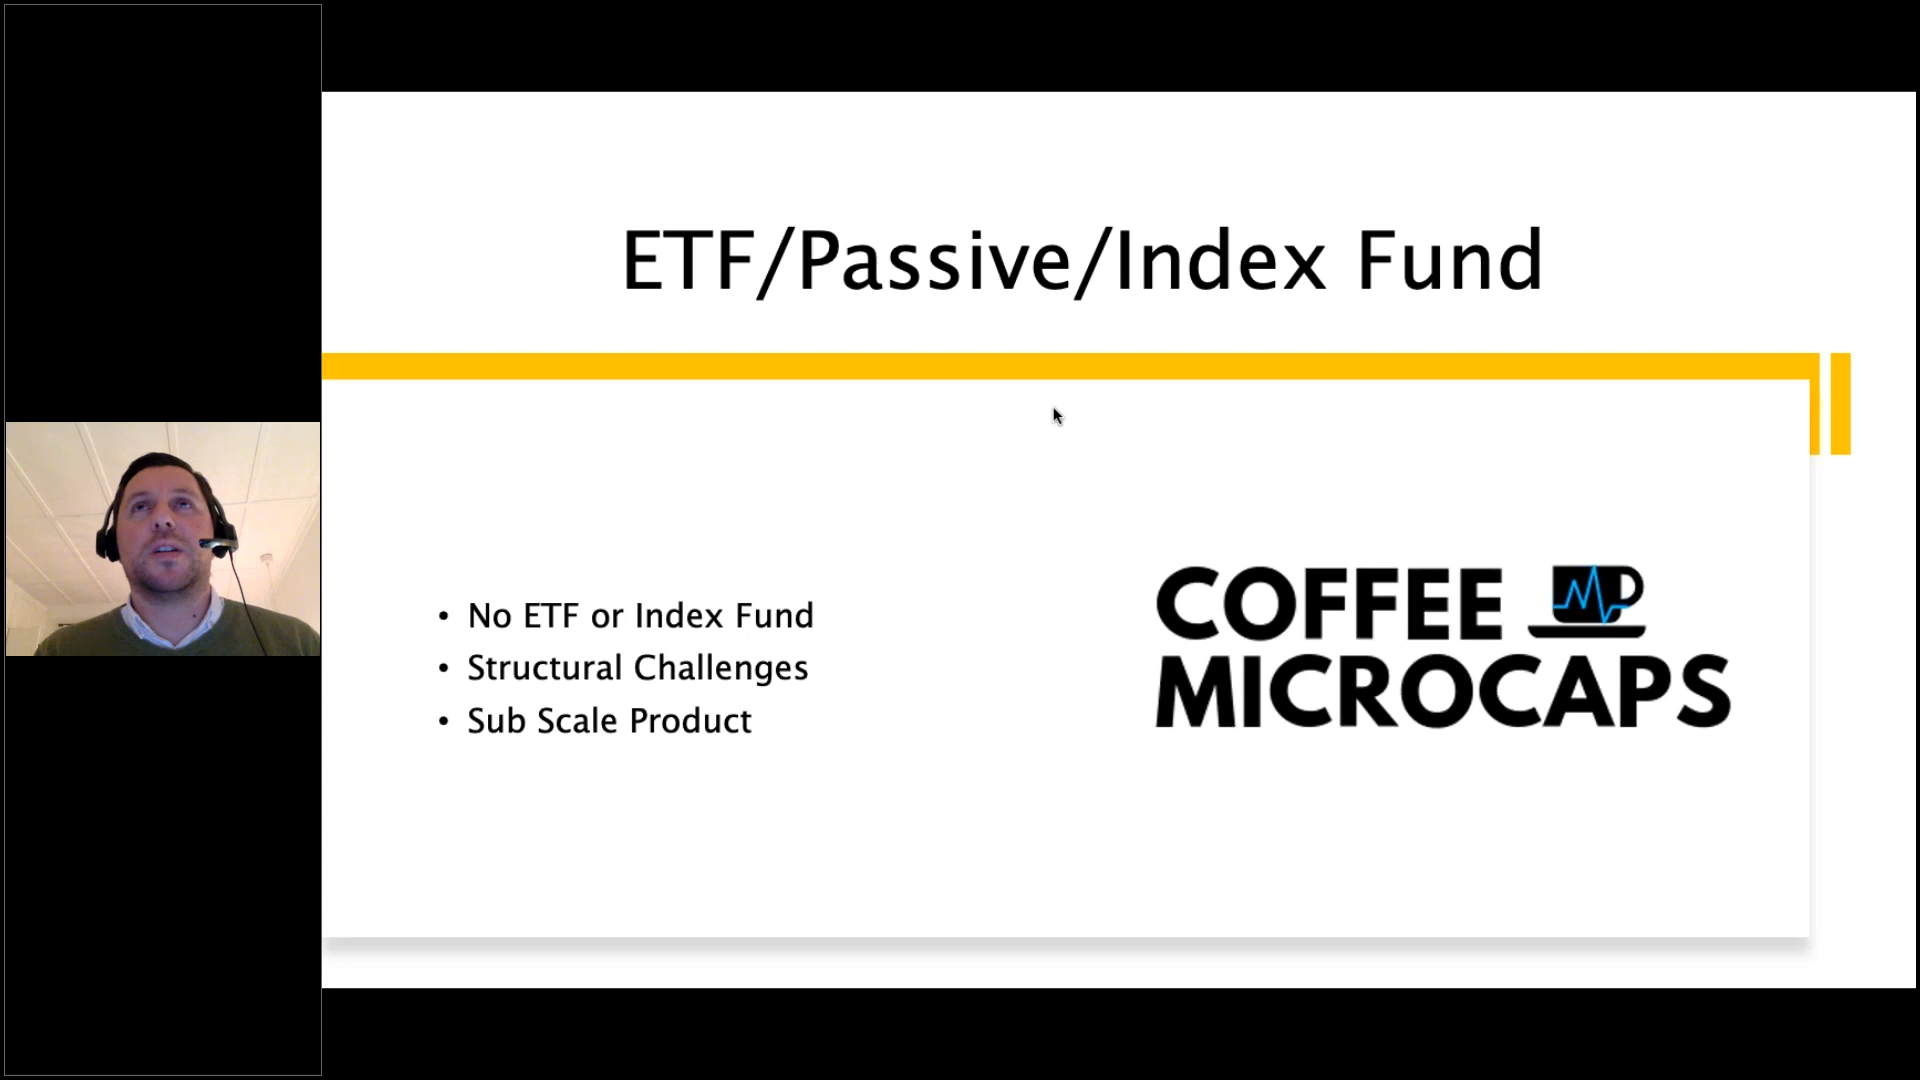 ETF/Passive/Index Fund
• No ETF or Index Fund
• Structural Challenges
• Sub Scale Product
COFFEE
MICROCAPS